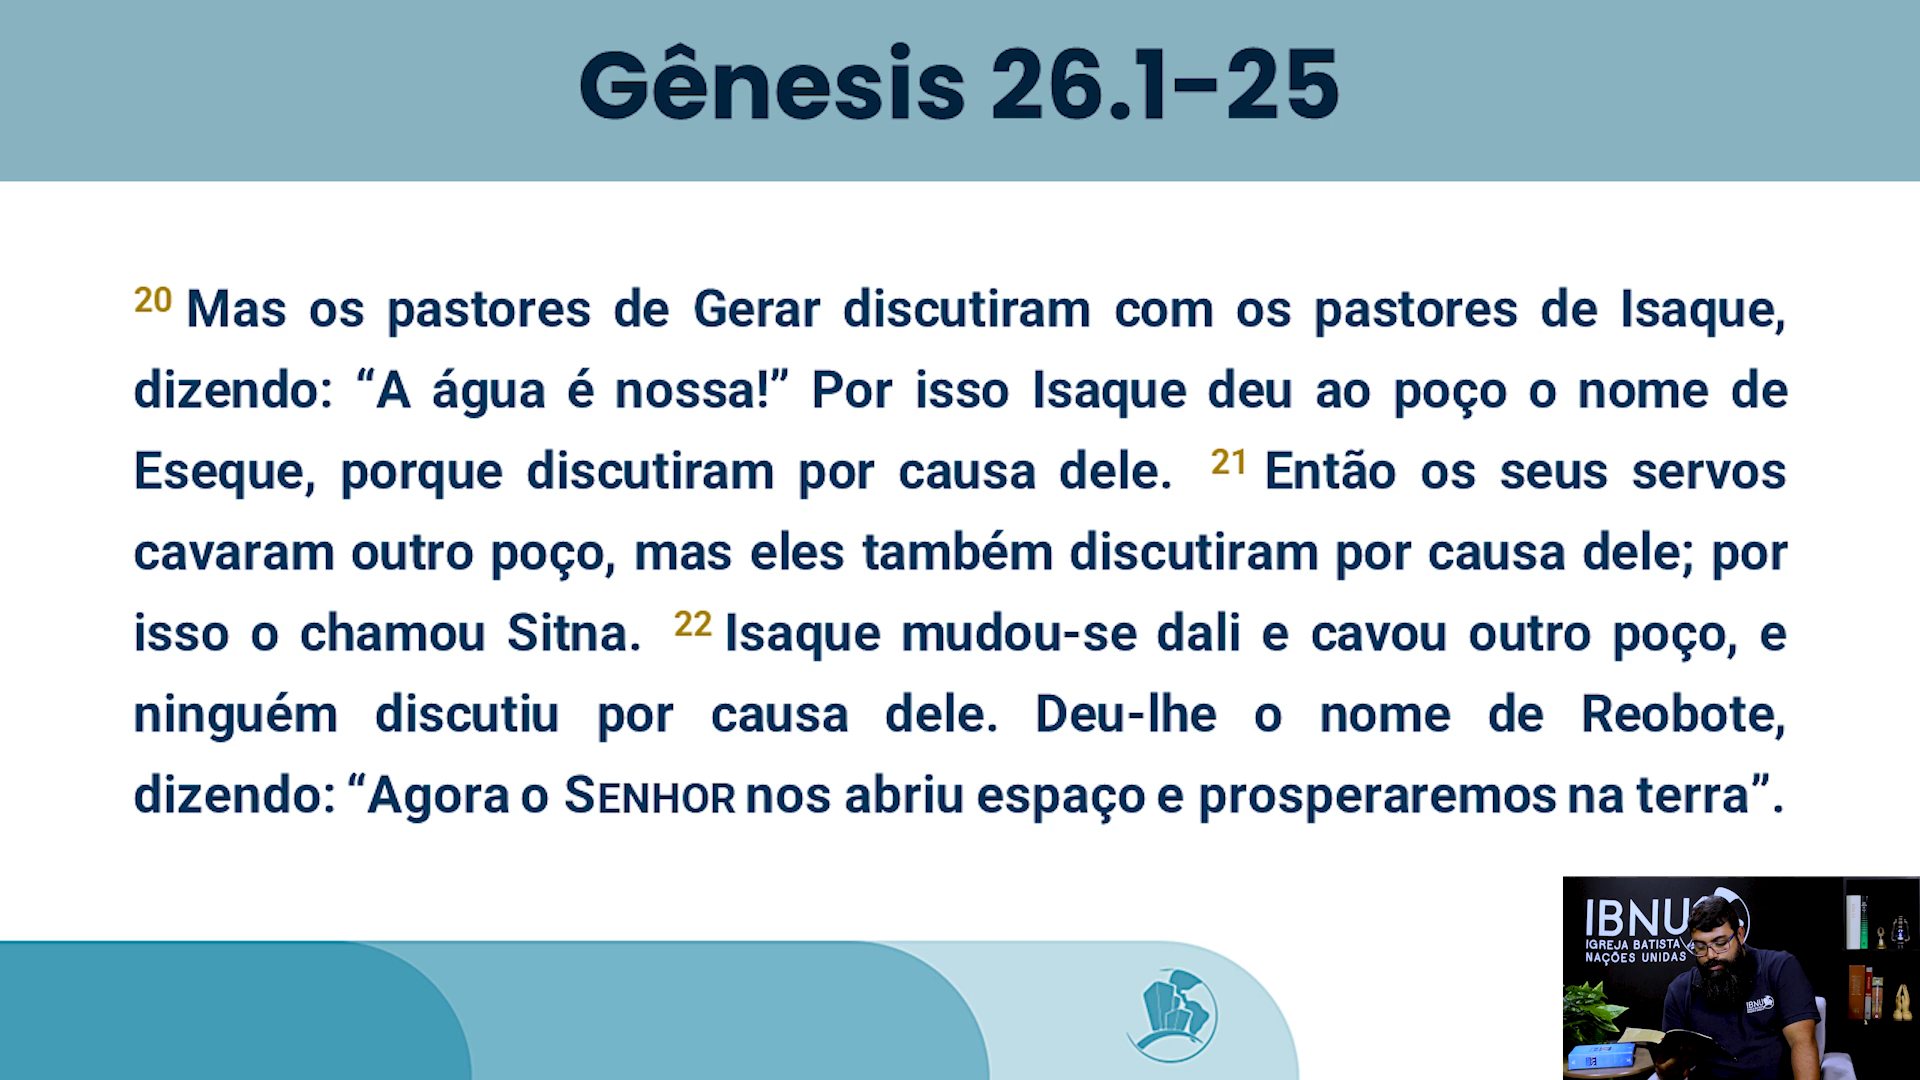 Gênesis 26.1-25
20 Mas os pastores de Gerar discutiram com os pastores de Isaque,
dizendo: “A água é nossa!” Por isso Isaque deu ao poço o nome de
Eseque, porque discutiram por causa dele. 21 Então os seus servos
cavaram outro poço, mas eles também discutiram por causa dele; por
isso o chamou Sitna. 22 Isaque mudou-se dali e cavou outro poço, e
ninguém discutiu por causa dele. Deu-lhe o nome de Reobote,
dizendo: “Agora o SENHOR nos abriu espaço e prosperaremos na terra”.
IBNU
IGREJA BATISTA
NAÇÕES UNIDAS
IBNU